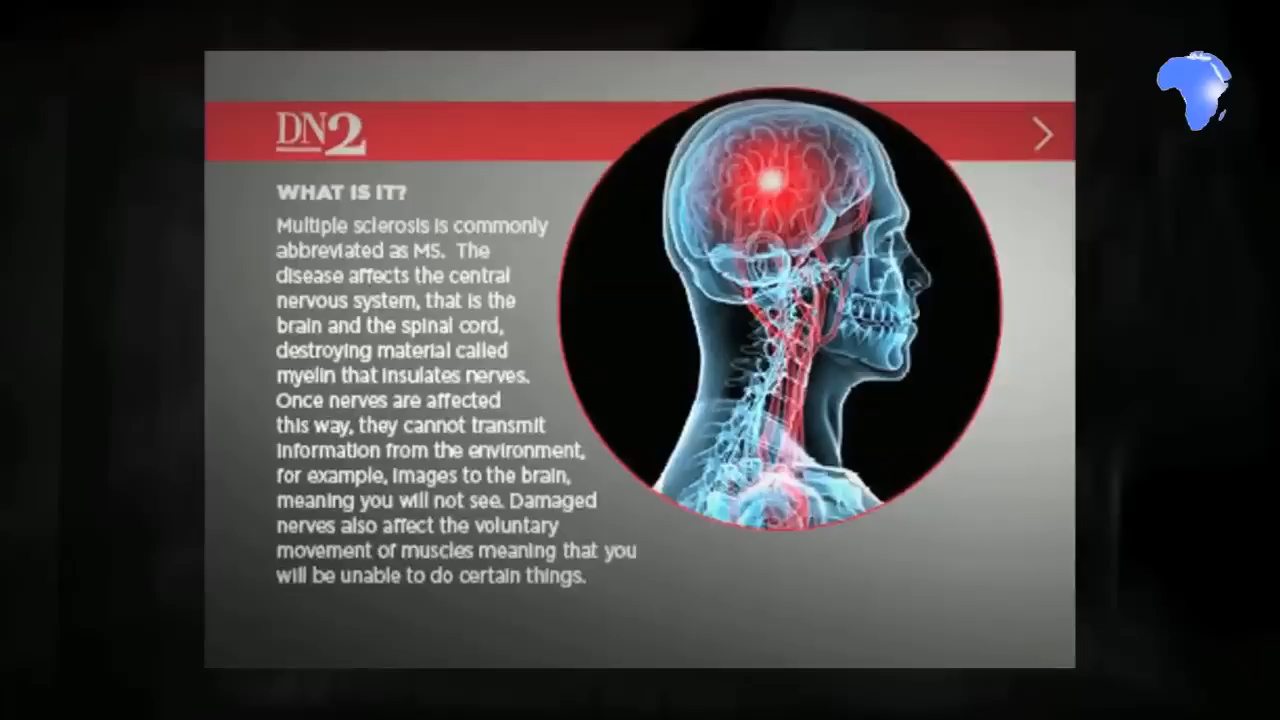 DN2
WHAT IS IT?
Multiple sclerosis is commonly
abbreviated as MS. The
disease affects the central
nervous system, that is the
brain and the spinal cord,
destroying material called
myelin that insulates nerves.
Once nerves are affected
this way, they cannot transmit
information from the environment,
for example, images to the brain,
meaning you will not see. Damaged
nerves also affect the voluntary
movement of muscles meaning that you
will be unable to do certain things.